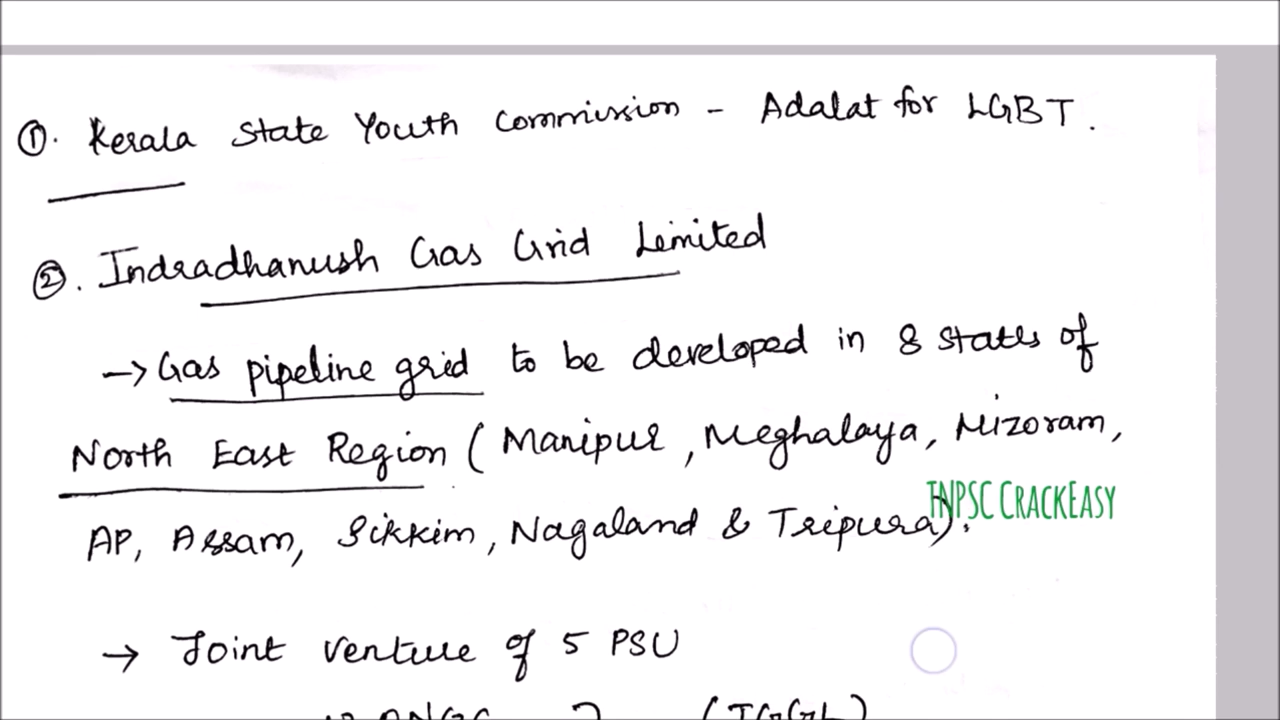 ①. Kerala State Youth Commission - Adalat for LGBT.
②. Indradhanush Gas Grid Limited
→ Gas pipeline grid to be developed in 8 states of
North East Region (Manipur, Meghalaya, Mizoram,
TNPSC CRACKEASY
AP, Assam, Sikkim, Nagaland & Tripura).
→ Joint Venture of 5 PSU
ONGC (IGGL)